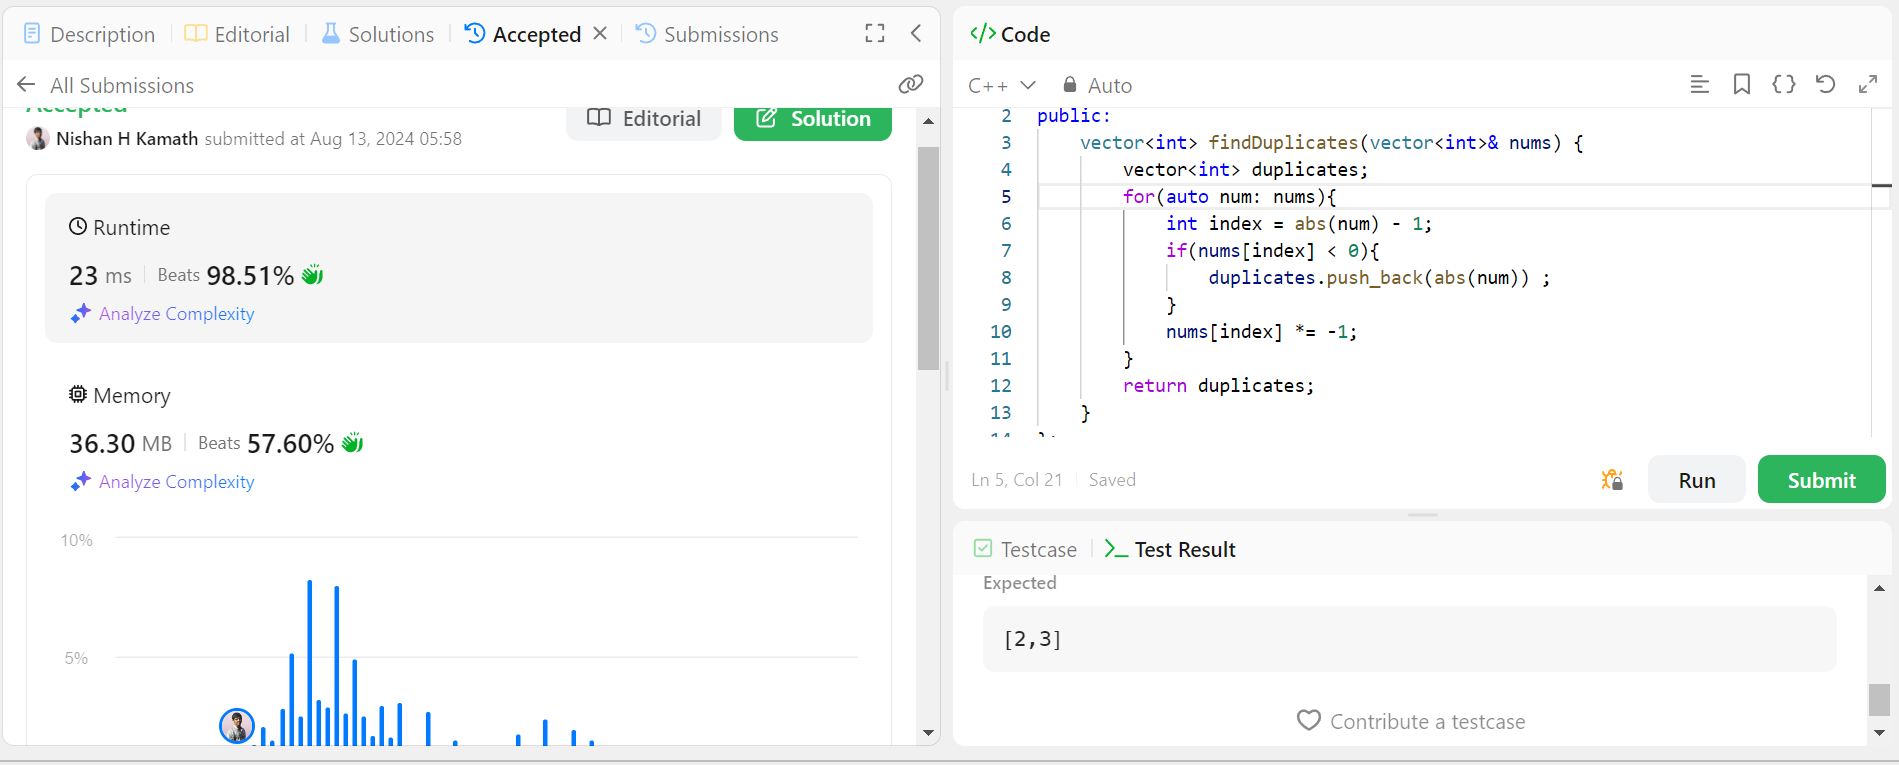 Description
Editorial
Solutions
Accepted
Submissions
All Submissions
Accepted
Nishan H Kamath submitted at Aug 13, 2024 05:58
Editorial
Solution
Runtime
23 ms
Beats 98.51%
Analyze Complexity
Memory
36.30 MB
Beats 57.60%
Analyze Complexity
10%
5%
</> Code
C++
Auto
2 public:
3 vector<int> findDuplicates(vector<int>& nums) {
4 vector<int> duplicates;
5 for(auto num: nums){
6 int index = abs(num) - 1;
7 if(nums[index] < 0){
8 duplicates.push_back(abs(num)) ;
9 }
10 nums[index] *= -1;
11 }
12 return duplicates;
13 }
14 };
Ln 5, Col 21
Saved
Run
Submit
Testcase
Test Result
Expected
[2,3]
Contribute a testcase